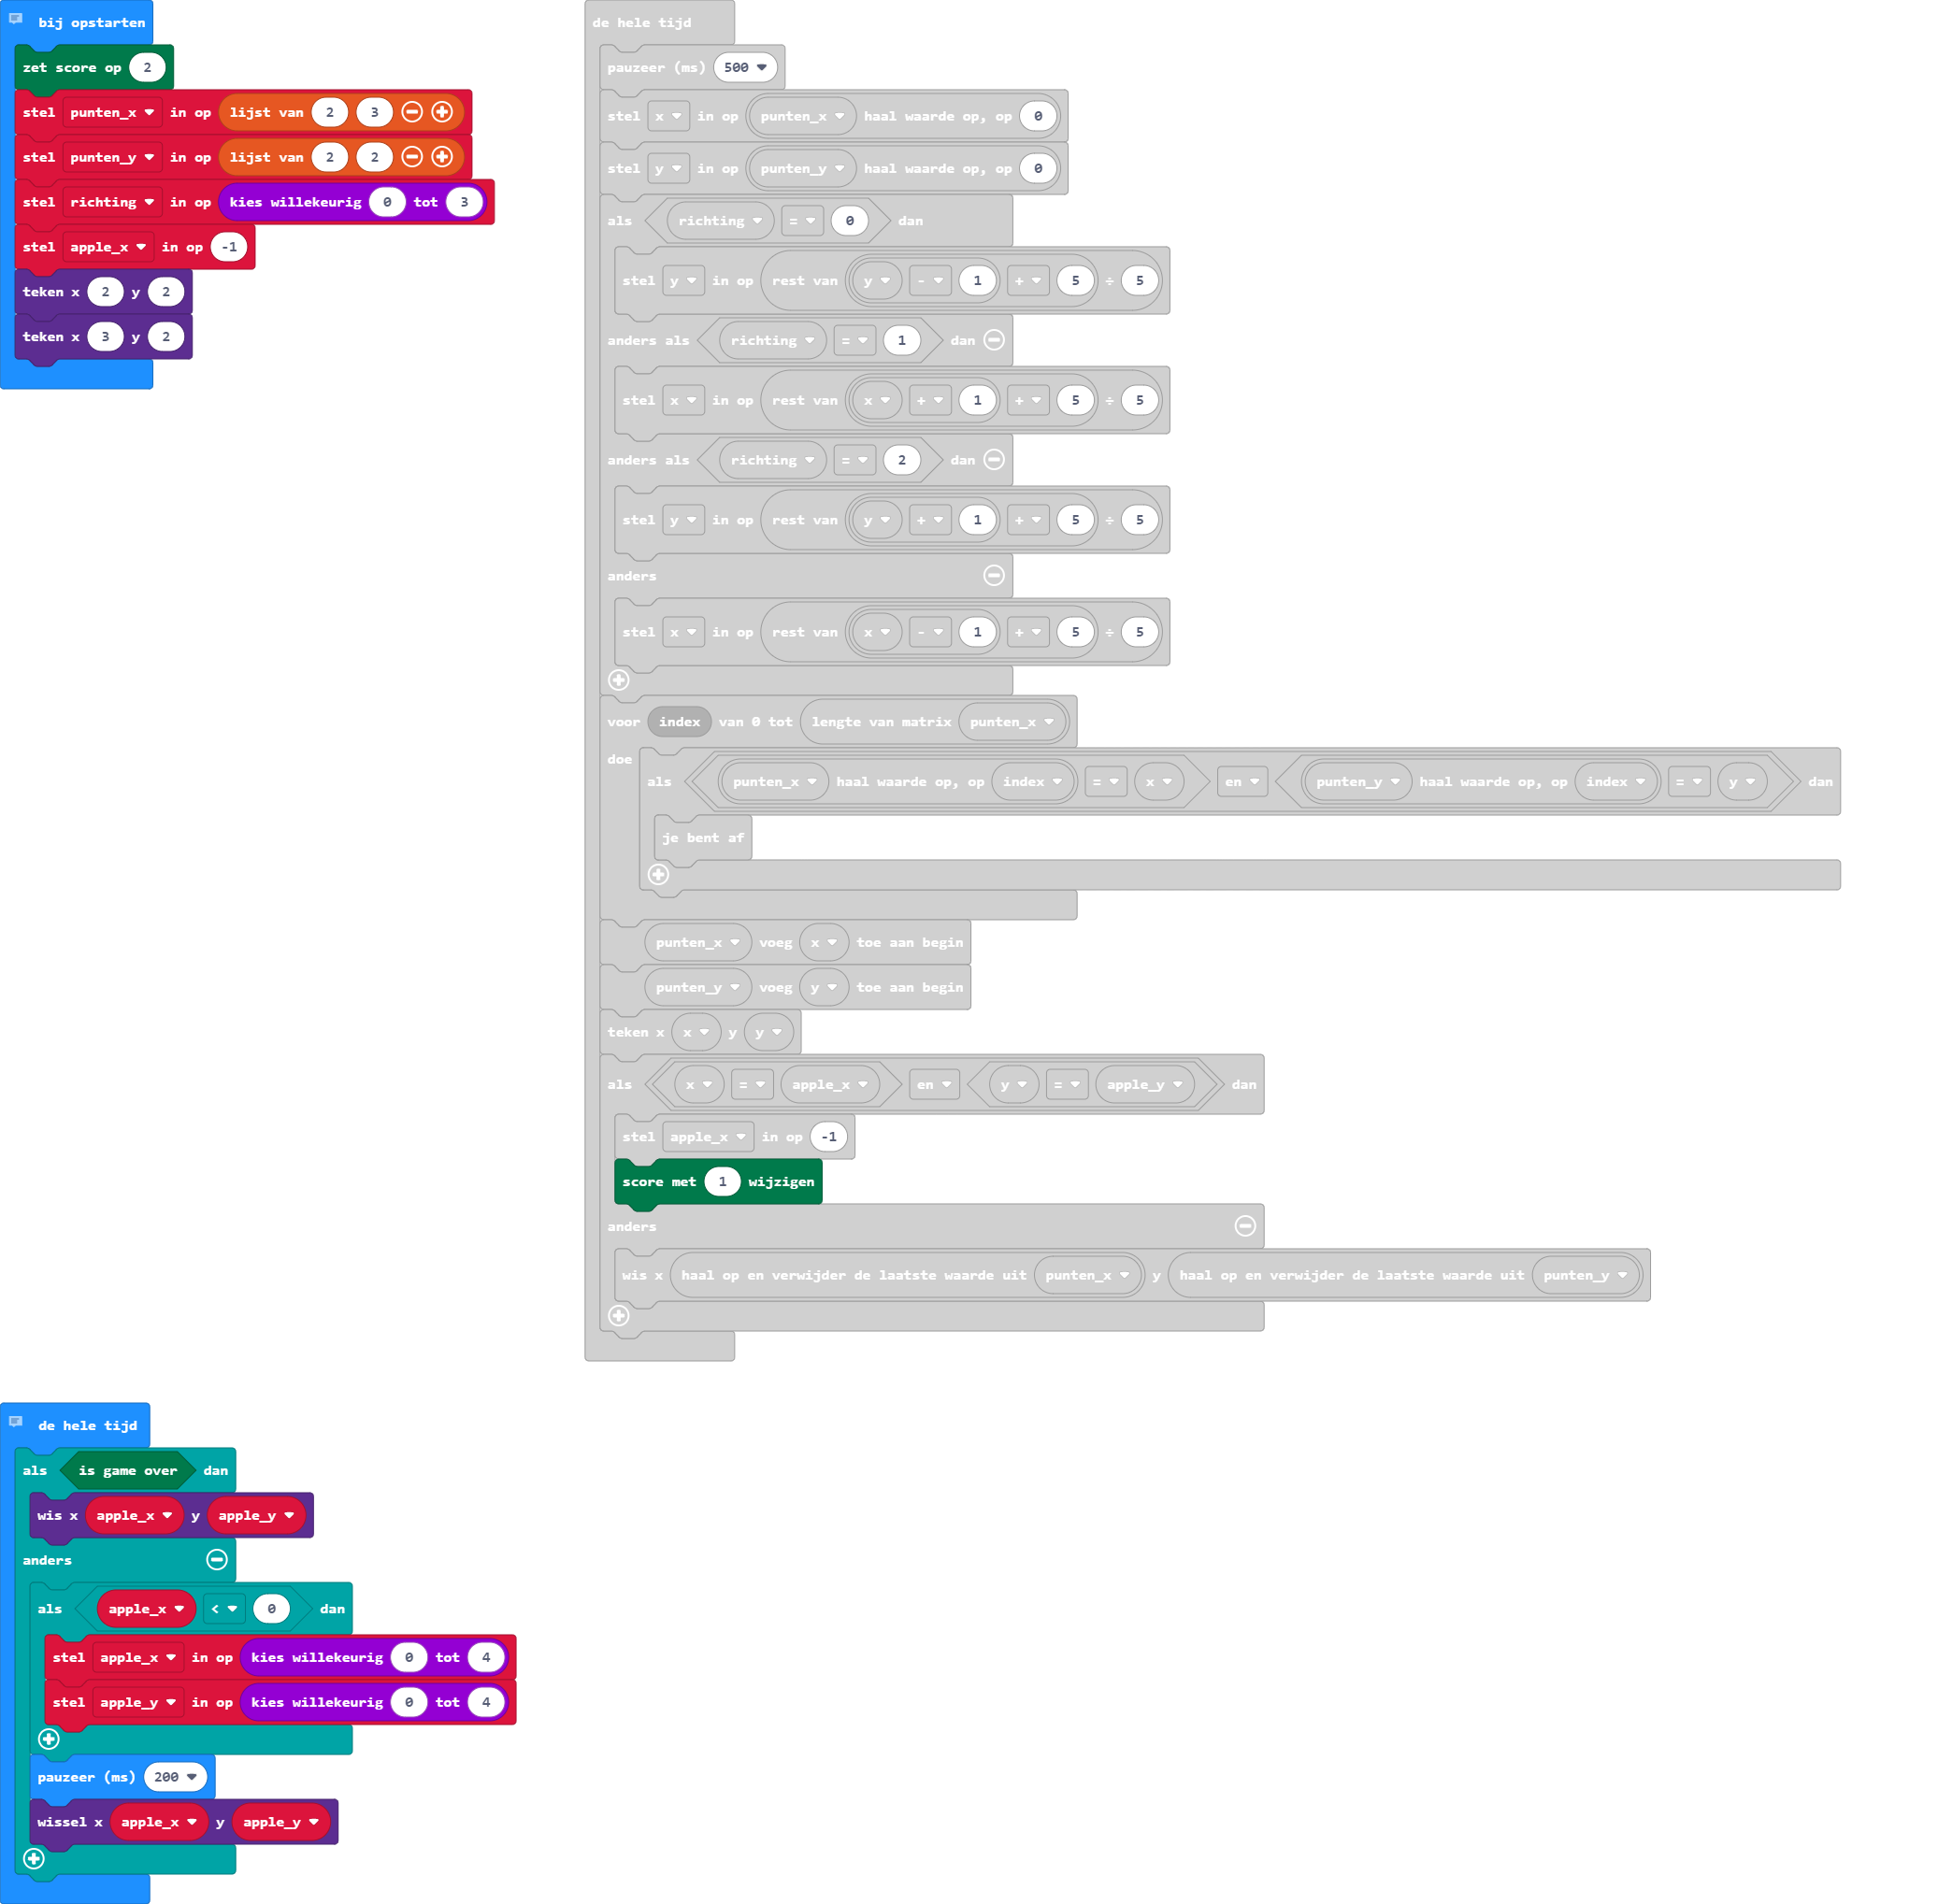 bij opstarten
zet score op 2
stel punten_x in op lijst van 2 3
stel punten_y in op lijst van 2 2
stel richting in op kies willekeurig 0 tot 3
stel apple_x in op -1
teken x 2 y 2
teken x 3 y 2
de hele tijd
pauzeer (ms) 500
stel x in op punten_x haal waarde op, op 0
stel y in op punten_y haal waarde op, op 0
als richting = 0 dan
stel y in op rest van y - 1 + 5 ÷ 5
anders als richting = 1 dan
stel x in op rest van x + 1 + 5 ÷ 5
anders als richting = 2 dan
stel y in op rest van y + 1 + 5 ÷ 5
anders
stel x in op rest van x - 1 + 5 ÷ 5
voor index van 0 tot lengte van matrix punten_x
doe
als punten_x haal waarde op, op index = x en punten_y haal waarde op, op index = y dan
je bent af
punten_x voeg x toe aan begin
punten_y voeg y toe aan begin
teken x x y y
als x = apple_x en y = apple_y dan
stel apple_x in op -1
score met 1 wijzigen
anders
wis x haal op en verwijder de laatste waarde uit punten_x y haal op en verwijder de laatste waarde uit punten_y
de hele tijd
als is game over dan
wis x apple_x y apple_y
anders
als apple_x < 0 dan
stel apple_x in op kies willekeurig 0 tot 4
stel apple_y in op kies willekeurig 0 tot 4
pauzeer (ms) 200
wissel x apple_x y apple_y